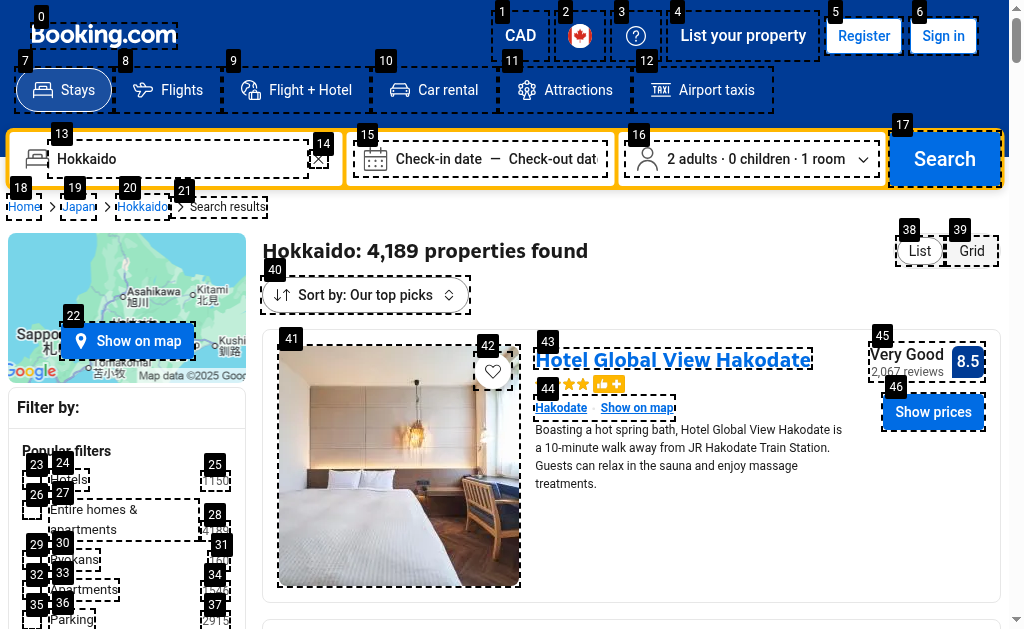 Booking.com
CAD
List your property
Register
Sign in
Stays
Flights
Flight + Hotel
Car rental
Attractions
Airport taxis
Hokkaido
Check-in date — Check-out dat
2 adults · 0 children · 1 room
Search
Home > Japan > Hokkaido > Search results
Hokkaido: 4,189 properties found
List
Grid
Sort by: Our top picks
Asahikawa
旭川
Kitami
北見
Sappo
札
Kushi
釧路
Tomakomai
苫小牧
Show on map
Google
Map data ©2025 Goog
Filter by:
Popular filters
Hotels
1150
Entire homes &
apartments
4189
Ryokans
160
Apartments
1546
Parking
2915
Hotel Global View Hakodate
Hakodate
Show on map
Boasting a hot spring bath, Hotel Global View Hakodate is
a 10-minute walk away from JR Hakodate Train Station.
Guests can relax in the sauna and enjoy massage
treatments.
Very Good
2,067 reviews
8.5
Show prices
0
1
2
3
4
5
6
7
8
9
10
11
12
13
14
15
16
17
18
19
20
21
22
23
24
25
26
27
28
29
30
31
32
33
34
35
36
37
38
39
40
41
42
43
44
45
46